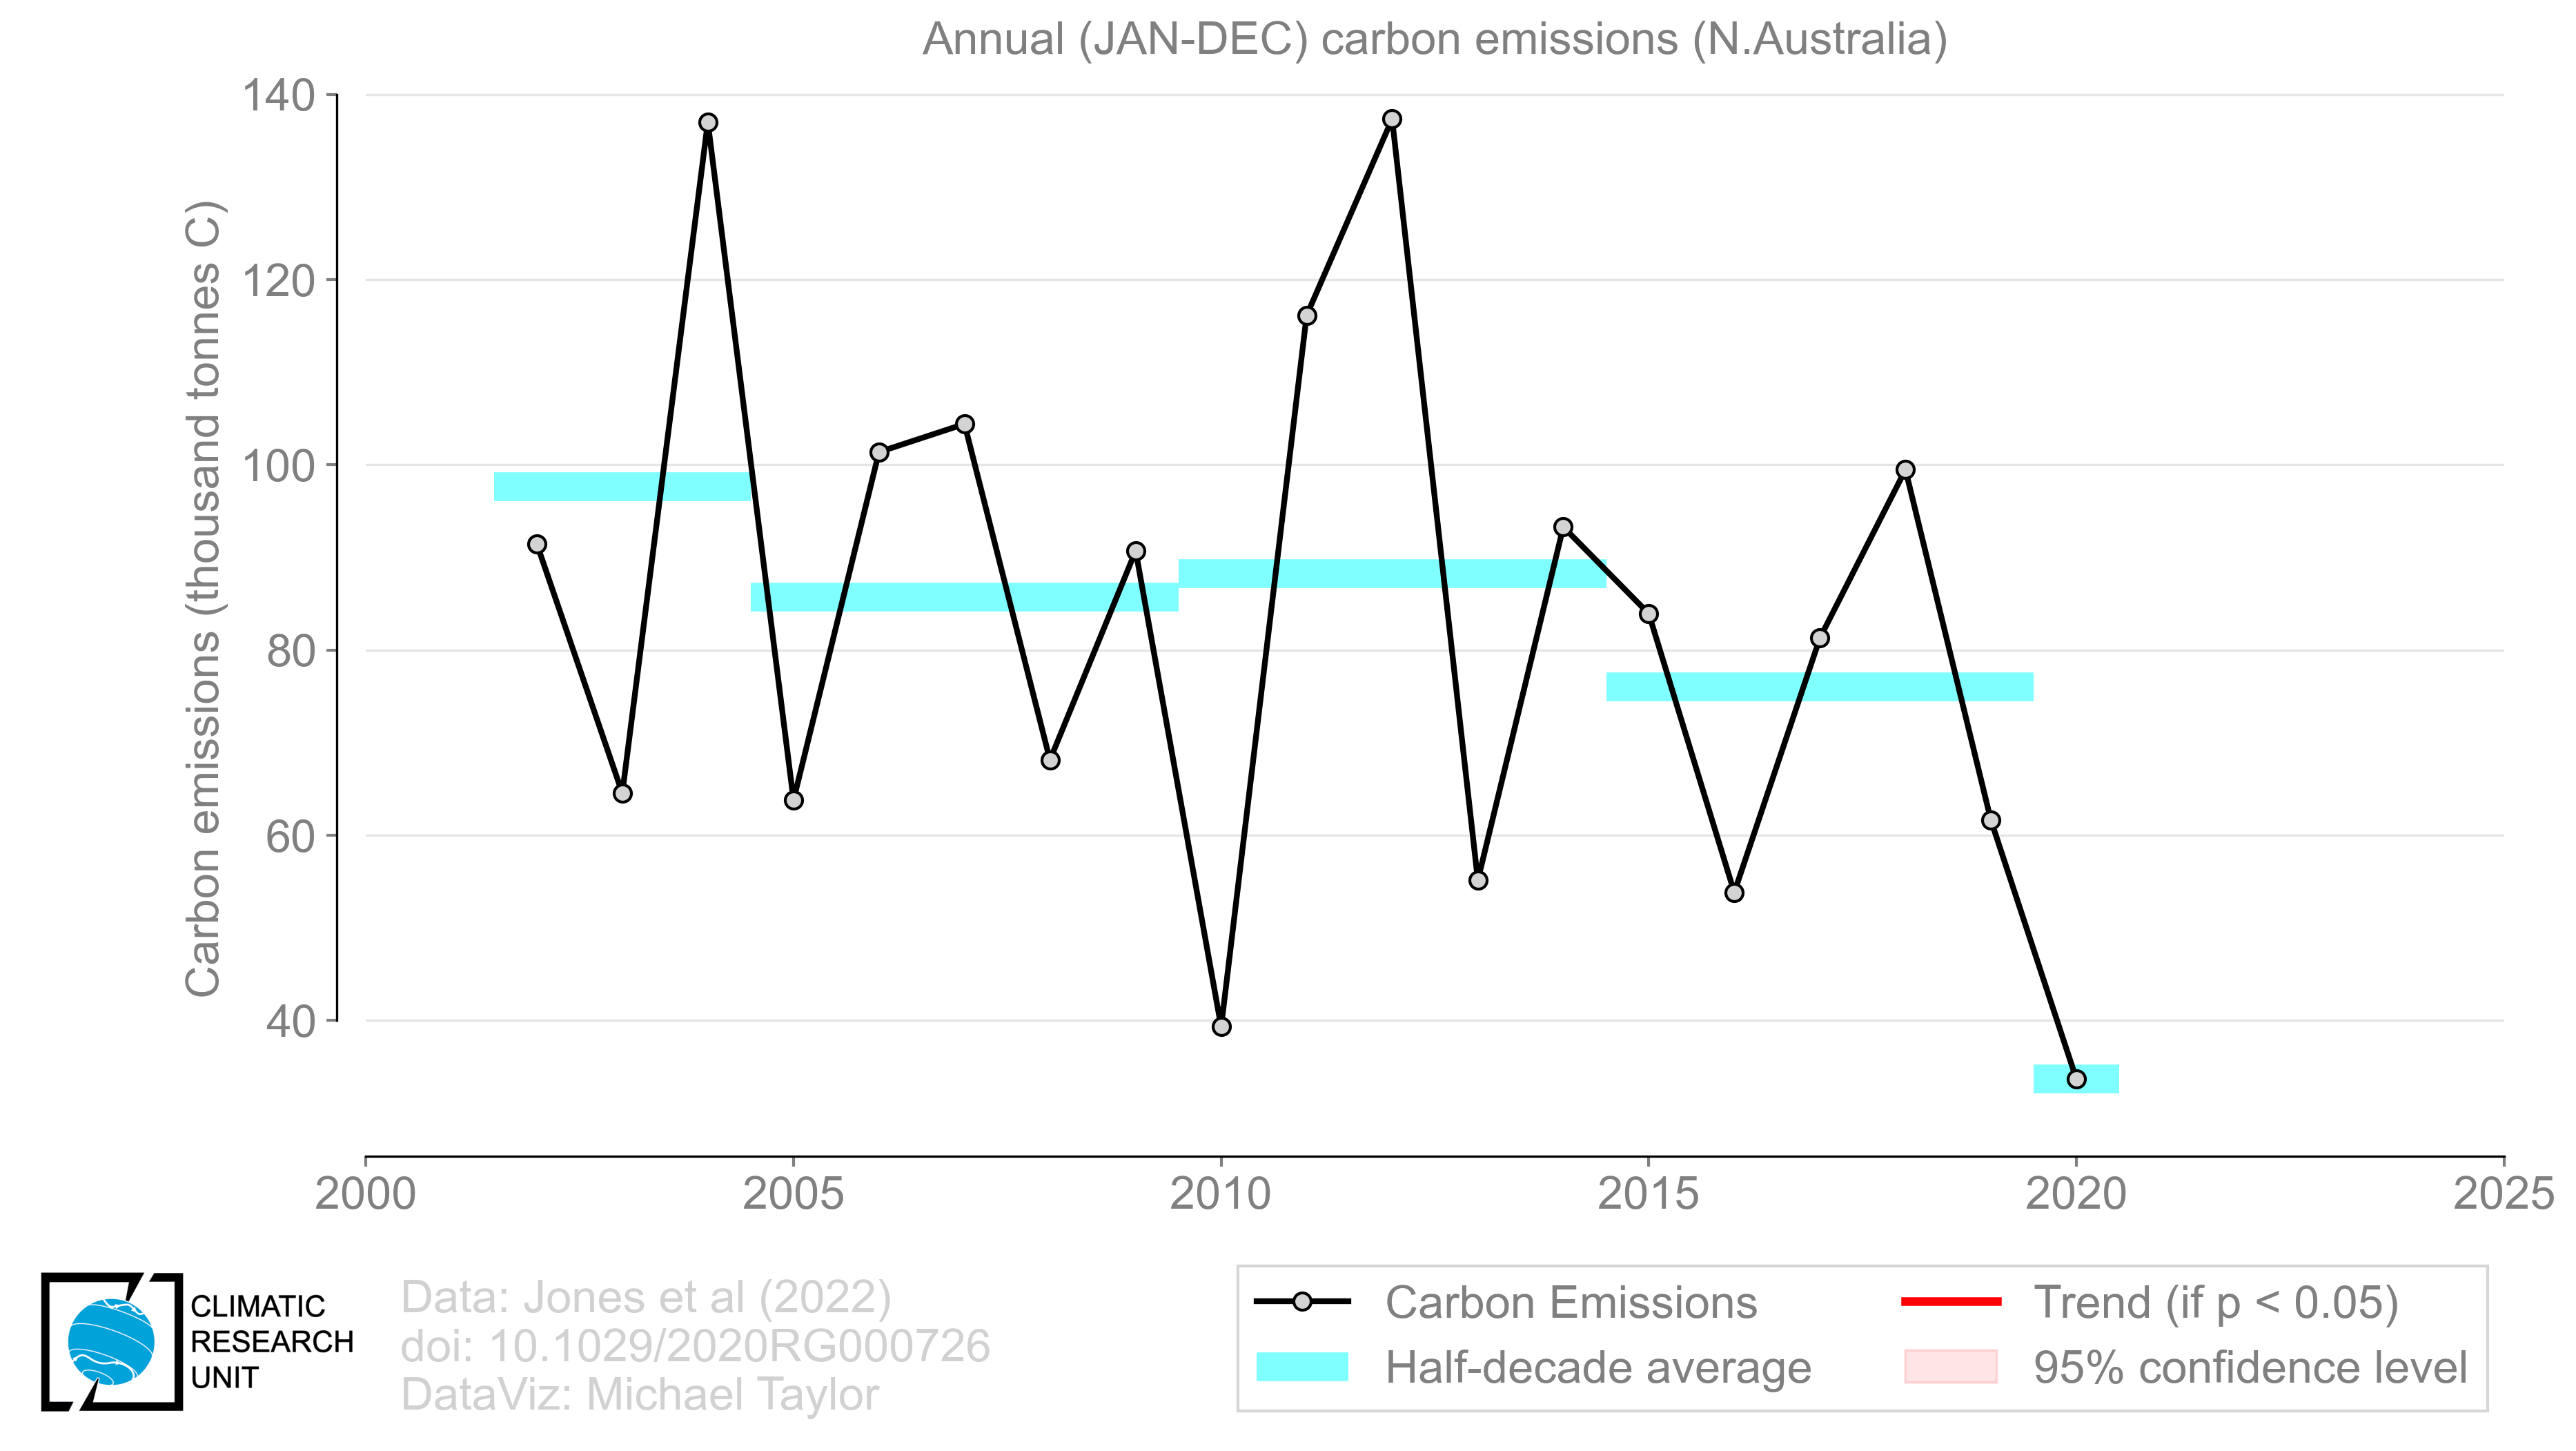 Annual (JAN-DEC) carbon emissions (N.Australia)
Carbon emissions (thousand tonnes C)
140
120
100
80
60
40
2000
2005
2010
2015
2020
2025
CLIMATIC
RESEARCH
UNIT
Data: Jones et al (2022)
doi: 10.1029/2020RG000726
DataViz: Michael Taylor
Carbon Emissions
Half-decade average
Trend (if p < 0.05)
95% confidence level